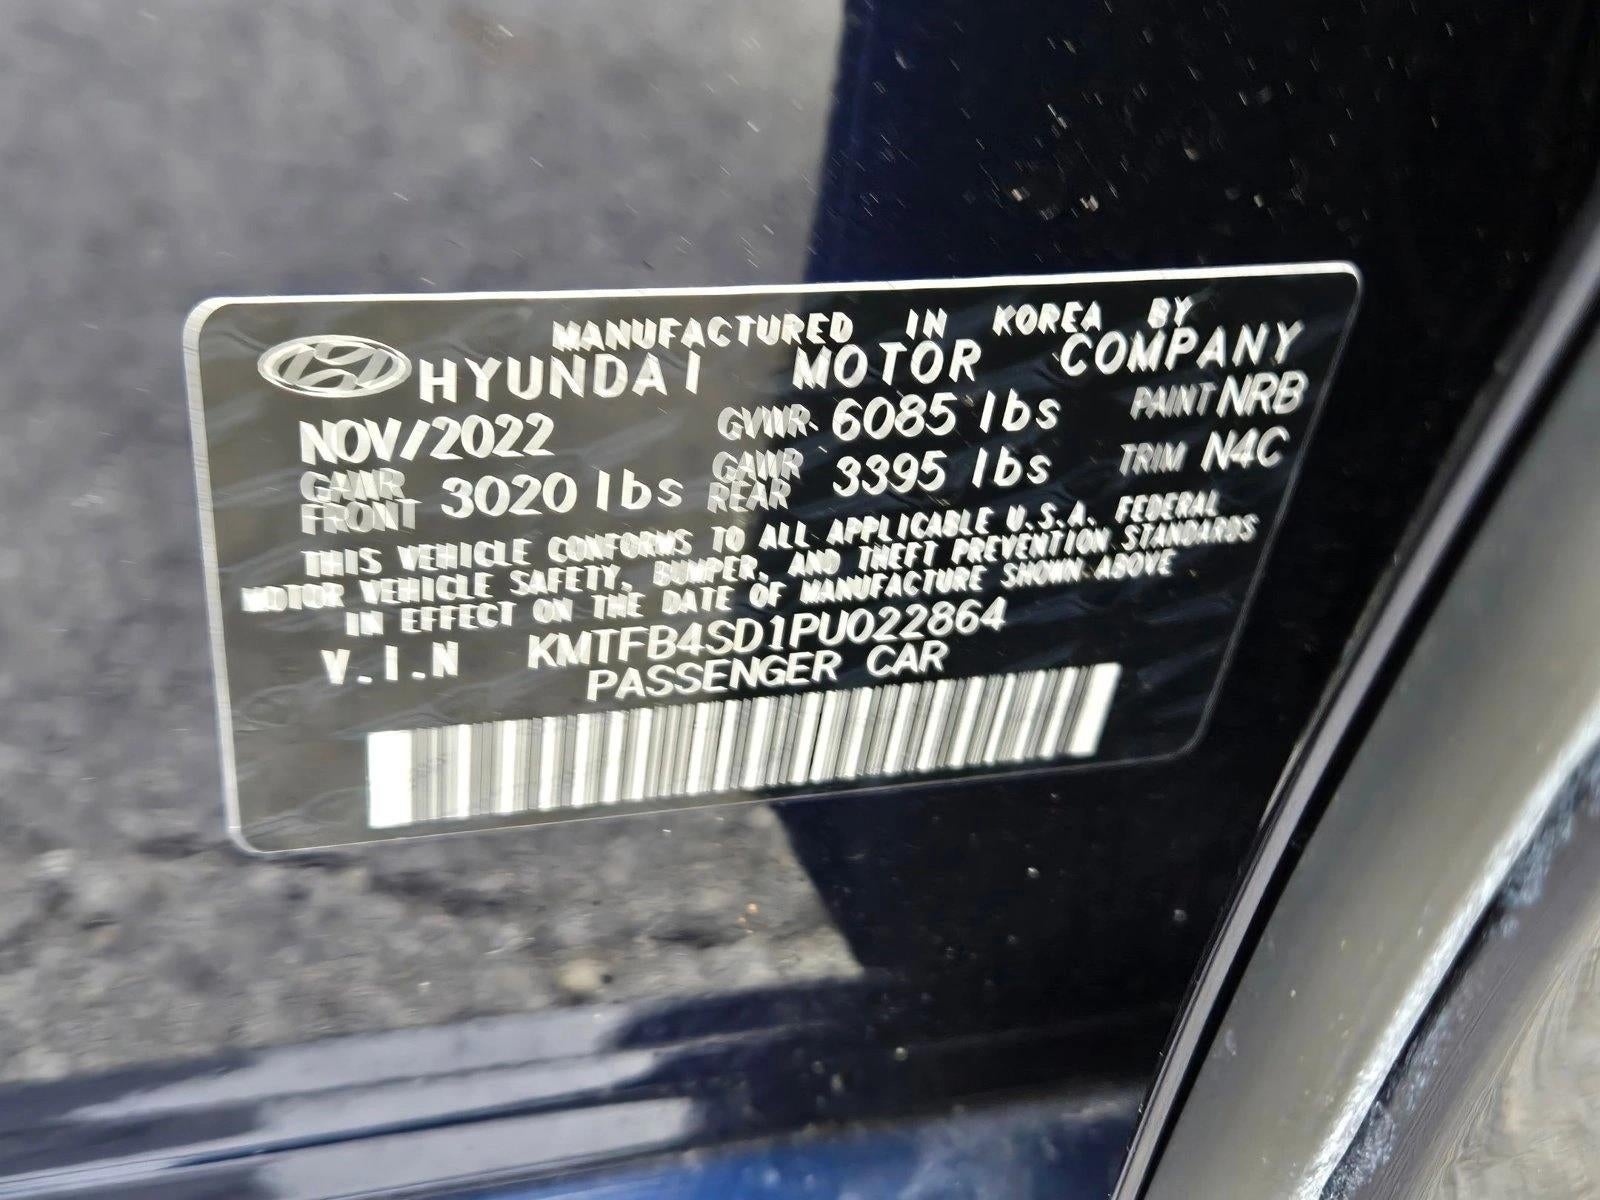 MANUFACTURED IN KOREA BY
HYUNDAI MOTOR COMPANY
NOV/2022 GVWR 6085 lbs PAINT NRB
GAWR FRONT 3020 lbs GAWR REAR 3395 lbs TRIM N4C
THIS VEHICLE CONFORMS TO ALL APPLICABLE U.S.A. FEDERAL
MOTOR VEHICLE SAFETY, BUMPER, AND THEFT PREVENTION STANDARDS
IN EFFECT ON THE DATE OF MANUFACTURE SHOWN ABOVE
V.I.N KMTFB4SD1PU022864
PASSENGER CAR